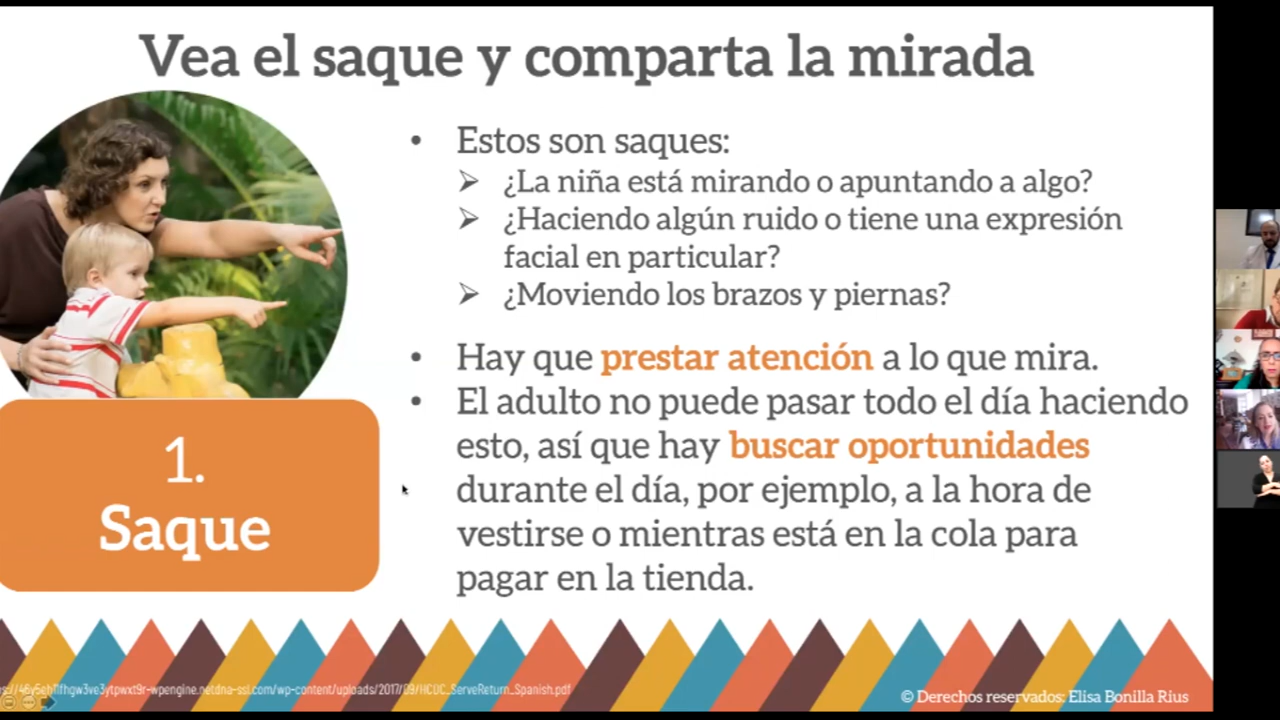 Vea el saque y comparta la mirada
• Estos son saques:
➢ ¿La niña está mirando o apuntando a algo?
➢ ¿Haciendo algún ruido o tiene una expresión
facial en particular?
➢ ¿Moviendo los brazos y piernas?
• Hay que prestar atención a lo que mira.
• El adulto no puede pasar todo el día haciendo
esto, así que hay buscar oportunidades
durante el día, por ejemplo, a la hora de
vestirse o mientras está en la cola para
pagar en la tienda.
1.
Saque
© Derechos reservados: Elisa Bonilla Rius